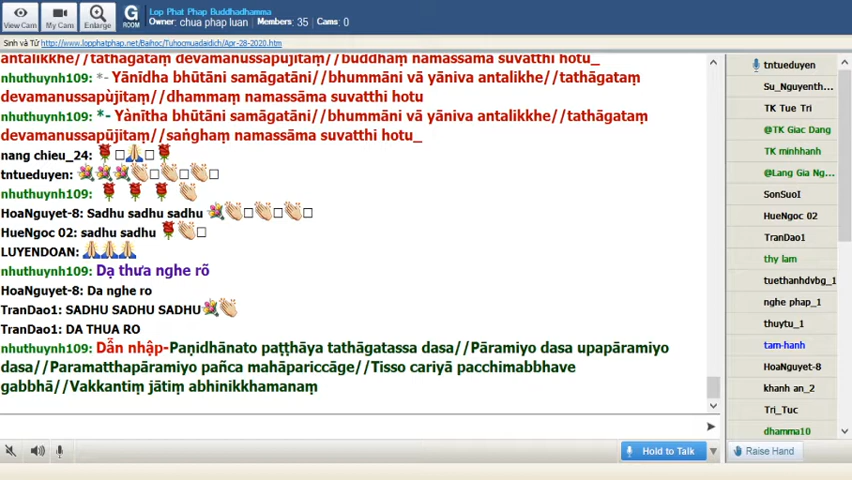 View Cam
My Cams
Enlarge
G
ROOM
Lop Phat Phap Buddhadhamma
Owner: chua phap luan
Members: 35
Cams: 0
Sinh và Tử http://www.lopphatphap.net/Baihoc/Tuhocmuadaidich/Apr-28-2020.htm
antalikkhe//tathāgataṃ devamanussapūjitaṃ//buddhaṃ namassāma suvatthi hotu_
nhuthuynh109: *- Yānīdha bhūtāni samāgatāni//bhummāni vā yāniva antalikhe//tathāgataṃ
devamanussapùjitaṃ//dhammaṃ namassāma suvatthi hotu
nhuthuynh109: *- Yànītha bhūtāni samāgatāni//bhummāni vā yāniva antalikkhe//tathāgataṃ
devamanussapūjitaṃ//saṅghaṃ namassāma suvatthi hotu_
nang chieu_24:
tntueduyen:
nhuthuynh109:
HoaNguyet-8: Sadhu sadhu sadhu
HueNgoc 02: sadhu sadhu
LUYENDOAN:
nhuthuynh109: Dạ thưa nghe rõ
HoaNguyet-8: Da nghe ro
TranDao1: SADHU SADHU SADHU
TranDao1: DA THUA RO
nhuthuynh109: Dẫn nhập-Paṇidhānato paṭṭhāya tathāgatassa dasa//Pāramiyo dasa upapāramiyo
dasa//Paramatthapāramiyo pañca mahāpariccāge//Tisso cariyā pacchimabbhave
gabbhā//Vakkantiṃ jātiṃ abhinikkhamanaṃ
tntueduyen
Su_Nguyenth...
TK Tue Tri
@TK Giac Dang
TK minhhanh
@Lang Gia Ng...
SonSuoI
HueNgoc 02
TranDao1
thy lam
tuethanhdvbg_1
nghe phap_1
thuytu_1
tam-hanh
HoaNguyet-8
khanh an_2
Tri_Tuc
dhamma10
Hold to Talk
Raise Hand